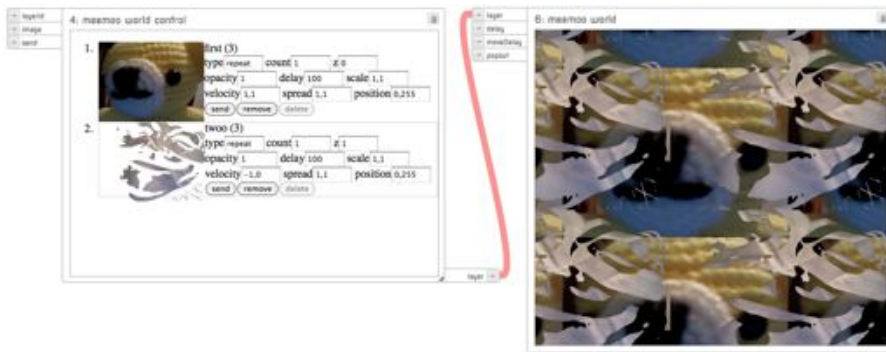 layerId
image
send
4: meemoo world control
1. first (3)
type repeat count 1 z 0
opacity 1 delay 100 scale 1,1
velocity 1,1 spread 1,1 position 0,255
send remove delete
2. twoo (3)
type repeat count 1 z 1
opacity 1 delay 100 scale 1,1
velocity -1,0 spread 1,1 position 0,255
send remove delete
layer
layer
delay
moveDelay
popout
6: meemoo world